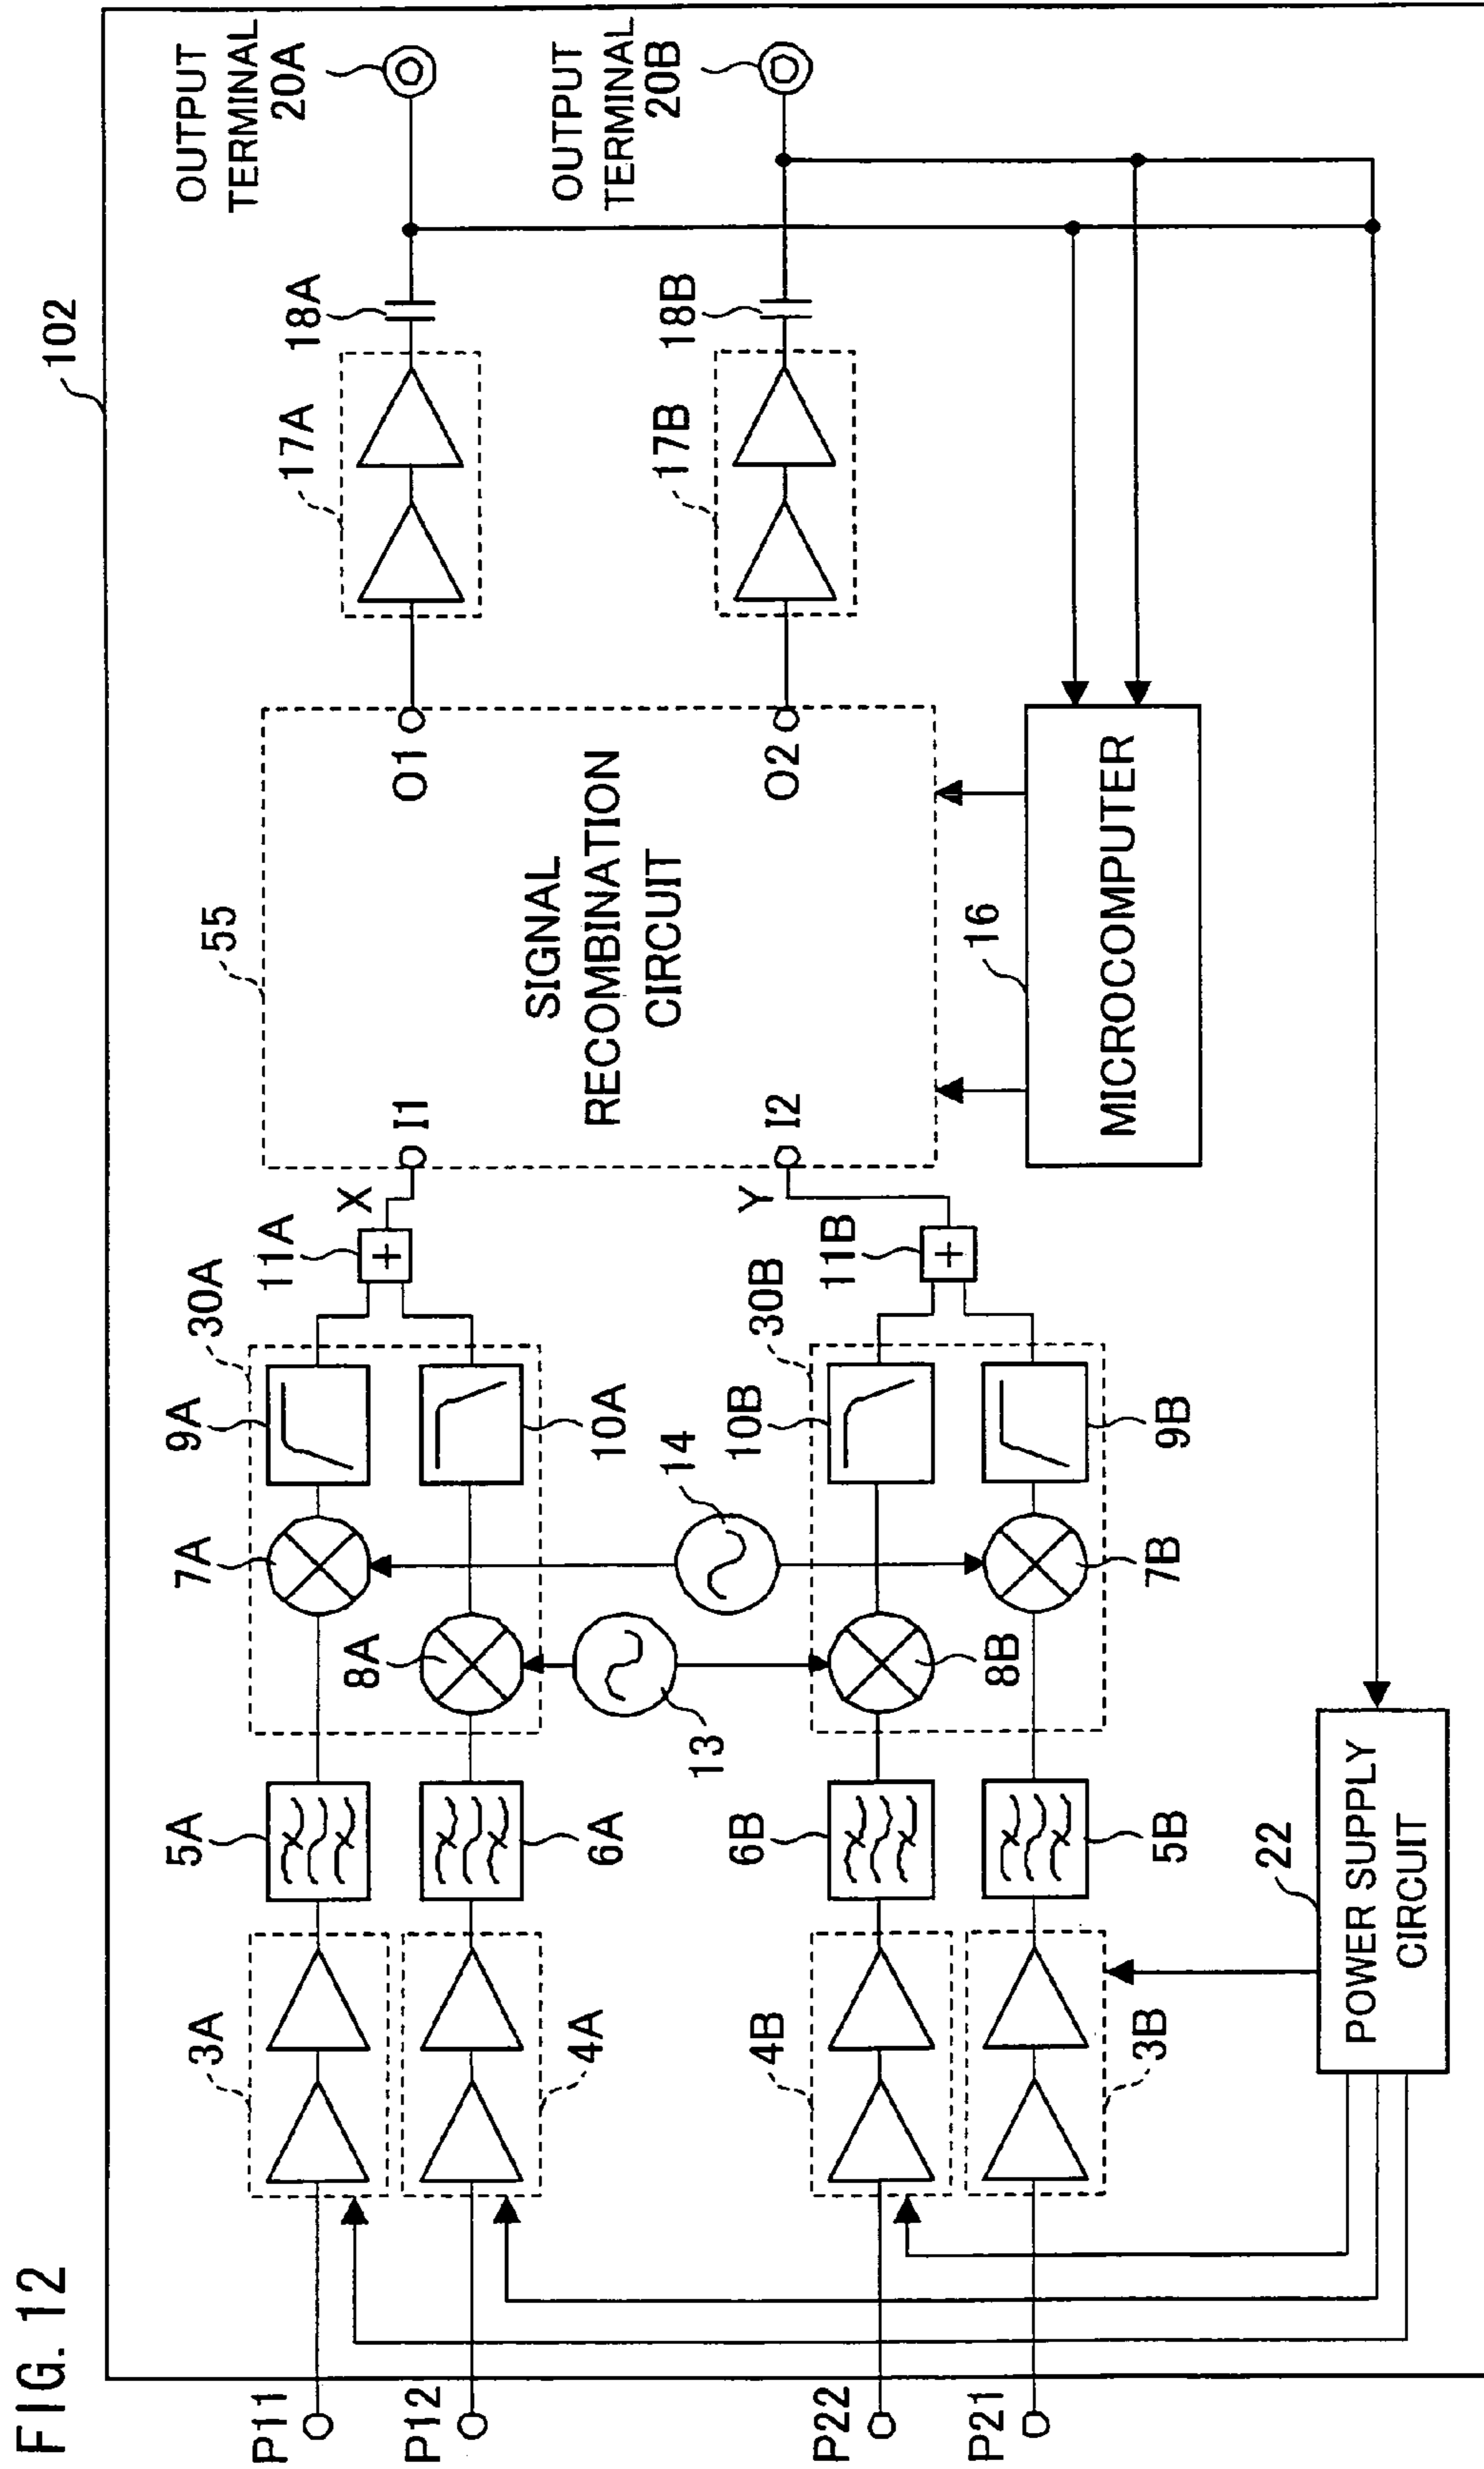 FIG. 12
102
P11
P12
P22
P21
3A
4A
4B
3B
5A
6A
6B
5B
7A
8A
8B
7B
13
14
9A
10A
10B
9B
30A
30B
11A
11B
X
Y
I1
I2
55
SIGNAL
RECOMBINATION
CIRCUIT
O1
O2
16
MICROCOMPUTER
17A
17B
18A
18B
OUTPUT
TERMINAL
20A
OUTPUT
TERMINAL
20B
22
POWER SUPPLY
CIRCUIT